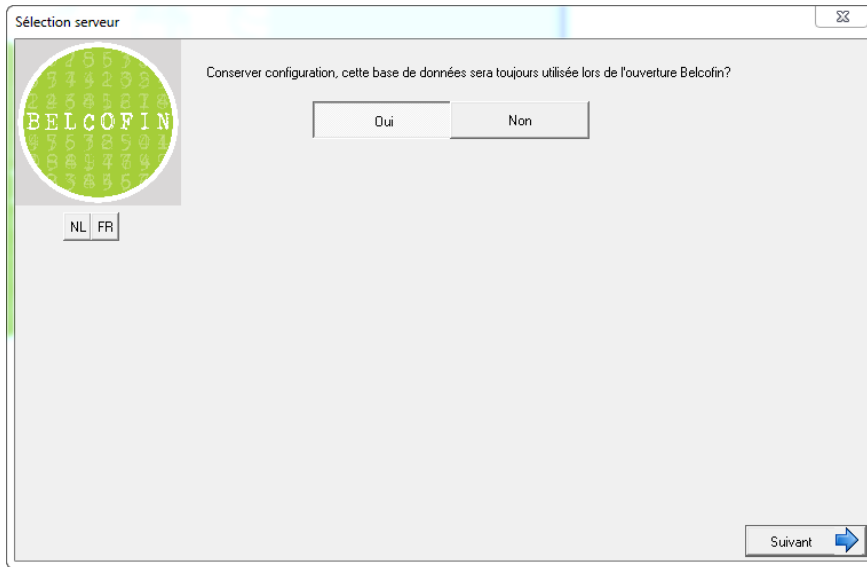 Sélection serveur
BELCOFIN
Conserver configuration, cette base de données sera toujours utilisée lors de l'ouverture Belcofin?
Oui
Non
NL
FR
Suivant